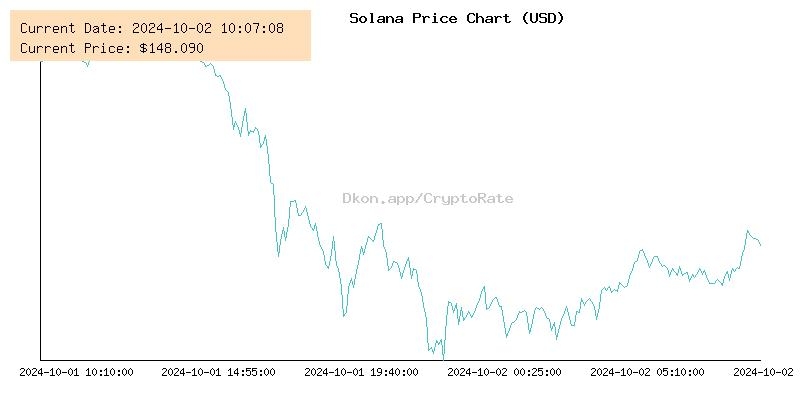 Solana Price Chart (USD)
Current Date: 2024-10-02 10:07:08
Current Price: $148.090
Dkon.app/CryptoRate
2024-10-01 10:10:00 2024-10-01 14:55:00 2024-10-01 19:40:00 2024-10-02 00:25:00 2024-10-02 05:10:00 2024-10-02